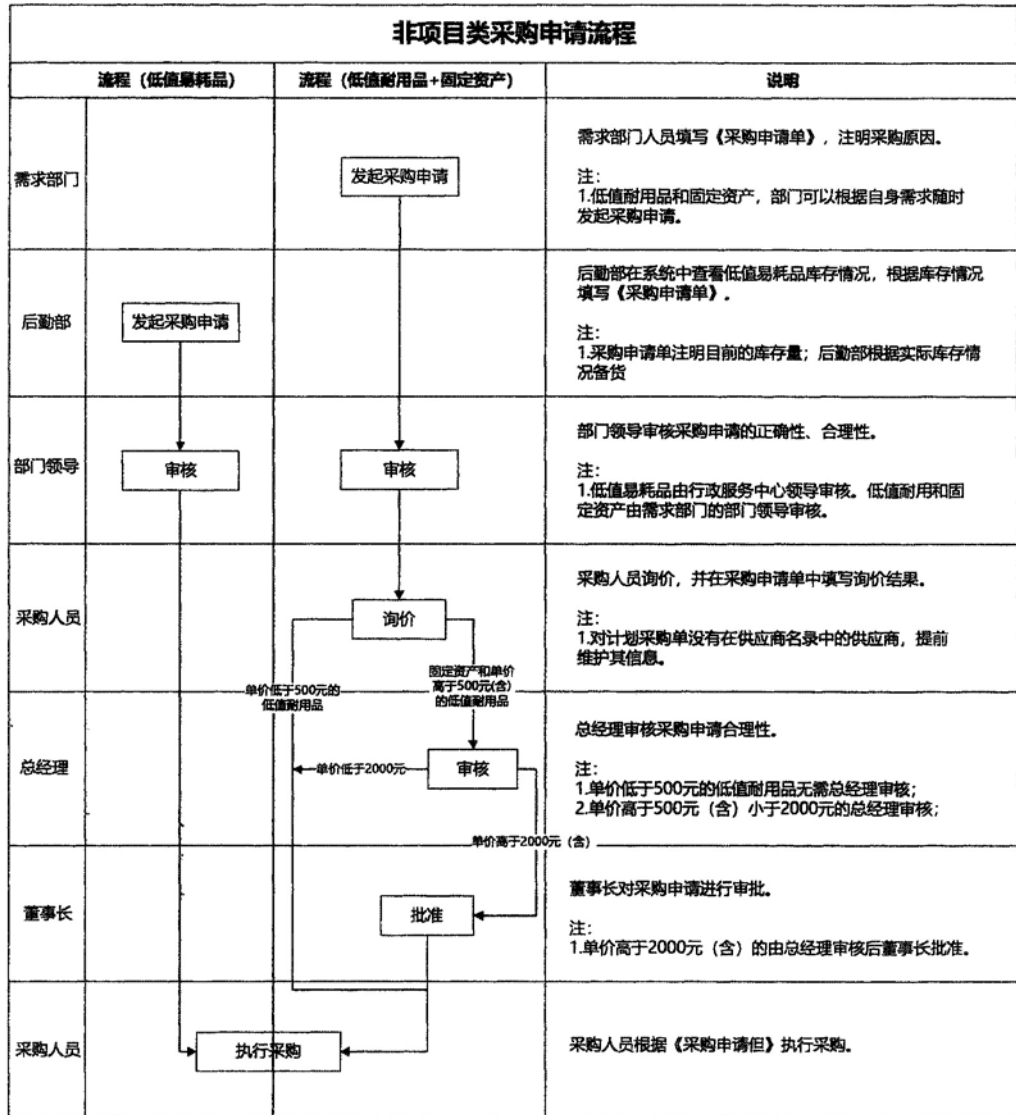 非项目类采购申请流程
流程（低值易耗品）
流程（低值耐用品+固定资产）
说明
需求部门
发起采购申请
需求部门人员填写《采购申请单》，注明采购原因。
注：
1.低值耐用品和固定资产，部门可以根据自身需求随时
发起采购申请。
后勤部
发起采购申请
后勤部在系统中查看低值易耗品库存情况，根据库存情况
填写《采购申请单》。
注：
1.采购申请单注明目前的库存量；后勤部根据实际库存情
况备货
部门领导
审核
审核
部门领导审核采购申请的正确性、合理性。
注：
1.低值易耗品由行政服务中心领导审核。低值耐用和固
定资产由需求部门的部门领导审核。
采购人员
询价
采购人员询价，并在采购申请单中填写询价结果。
注：
1.对计划采购单没有在供应商名录中的供应商，提前
维护其信息。
单价低于500元的
低值耐用品
固定资产和单价
高于500元(含)
的低值耐用品
总经理
单价低于2000元
审核
总经理审核采购申请合理性。
注：
1.单价低于500元的低值耐用品无需总经理审核；
2.单价高于500元（含）小于2000元的总经理审核；
单价高于2000元（含）
董事长
批准
董事长对采购申请进行审批。
注：
1.单价高于2000元（含）的由总经理审核后董事长批准。
采购人员
执行采购
采购人员根据《采购申请但》执行采购。